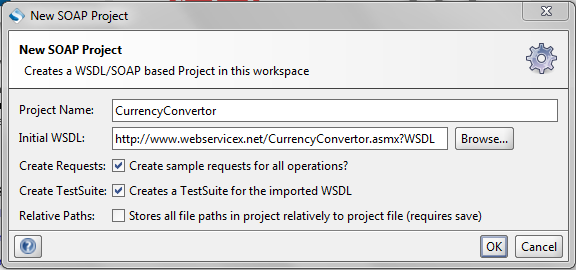 New SOAP Project
New SOAP Project
Creates a WSDL/SOAP based Project in this workspace
Project Name: CurrencyConvertor
Initial WSDL: http://www.webservicex.net/CurrencyConvertor.asmx?WSDL Browse...
Create Requests: Create sample requests for all operations?
Create TestSuite: Creates a TestSuite for the imported WSDL
Relative Paths: Stores all file paths in project relatively to project file (requires save)
? OK Cancel